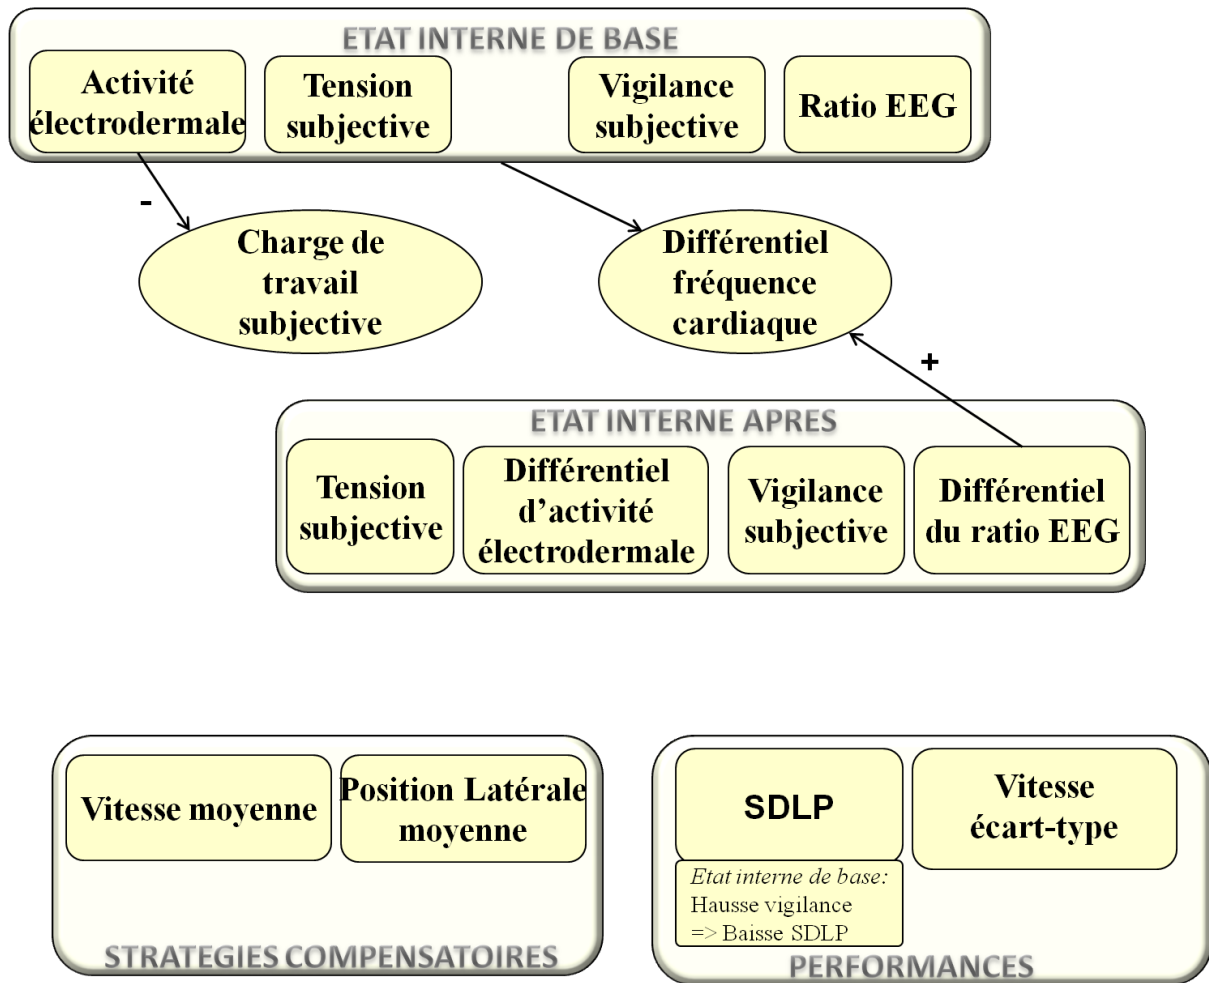 ETAT INTERNE DE BASE
Activité
électrodermale
Tension
subjective
Vigilance
subjective
Ratio EEG
-
Charge de
travail
subjective
Différentiel
fréquence
cardiaque
+
ETAT INTERNE APRES
Tension
subjective
Différentiel
d’activité
électrodermale
Vigilance
subjective
Différentiel
du ratio EEG
Vitesse moyenne
Position Latérale
moyenne
STRATEGIES COMPENSATOIRES
SDLP
Etat interne de base:
Hausse vigilance
=> Baisse SDLP
Vitesse
écart-type
PERFORMANCES